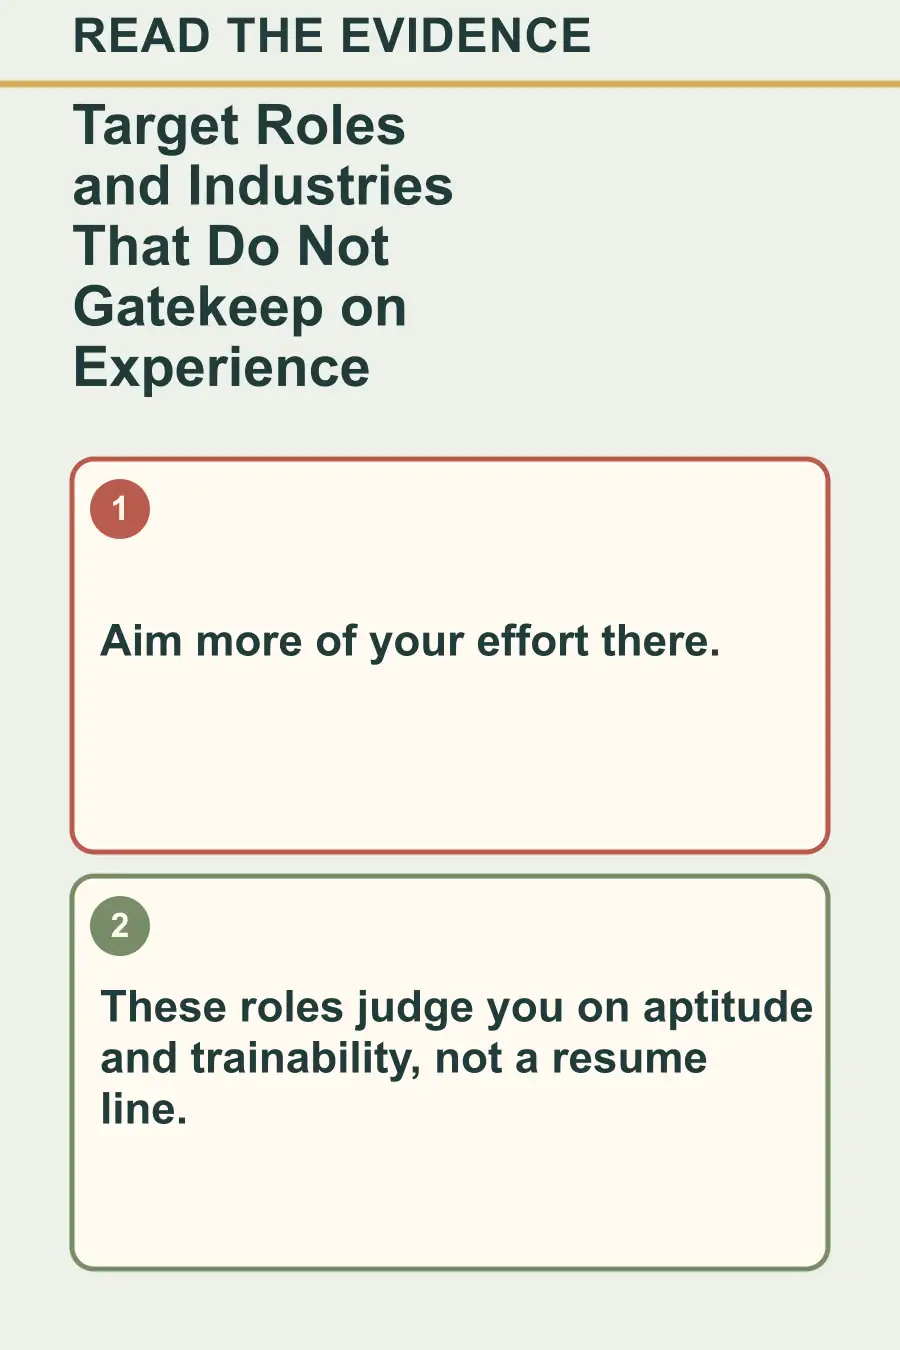 READ THE EVIDENCE
Target Roles
and Industries
That Do Not
Gatekeep on
Experience
1
Aim more of your effort there.
2
These roles judge you on aptitude
and trainability, not a resume
line.